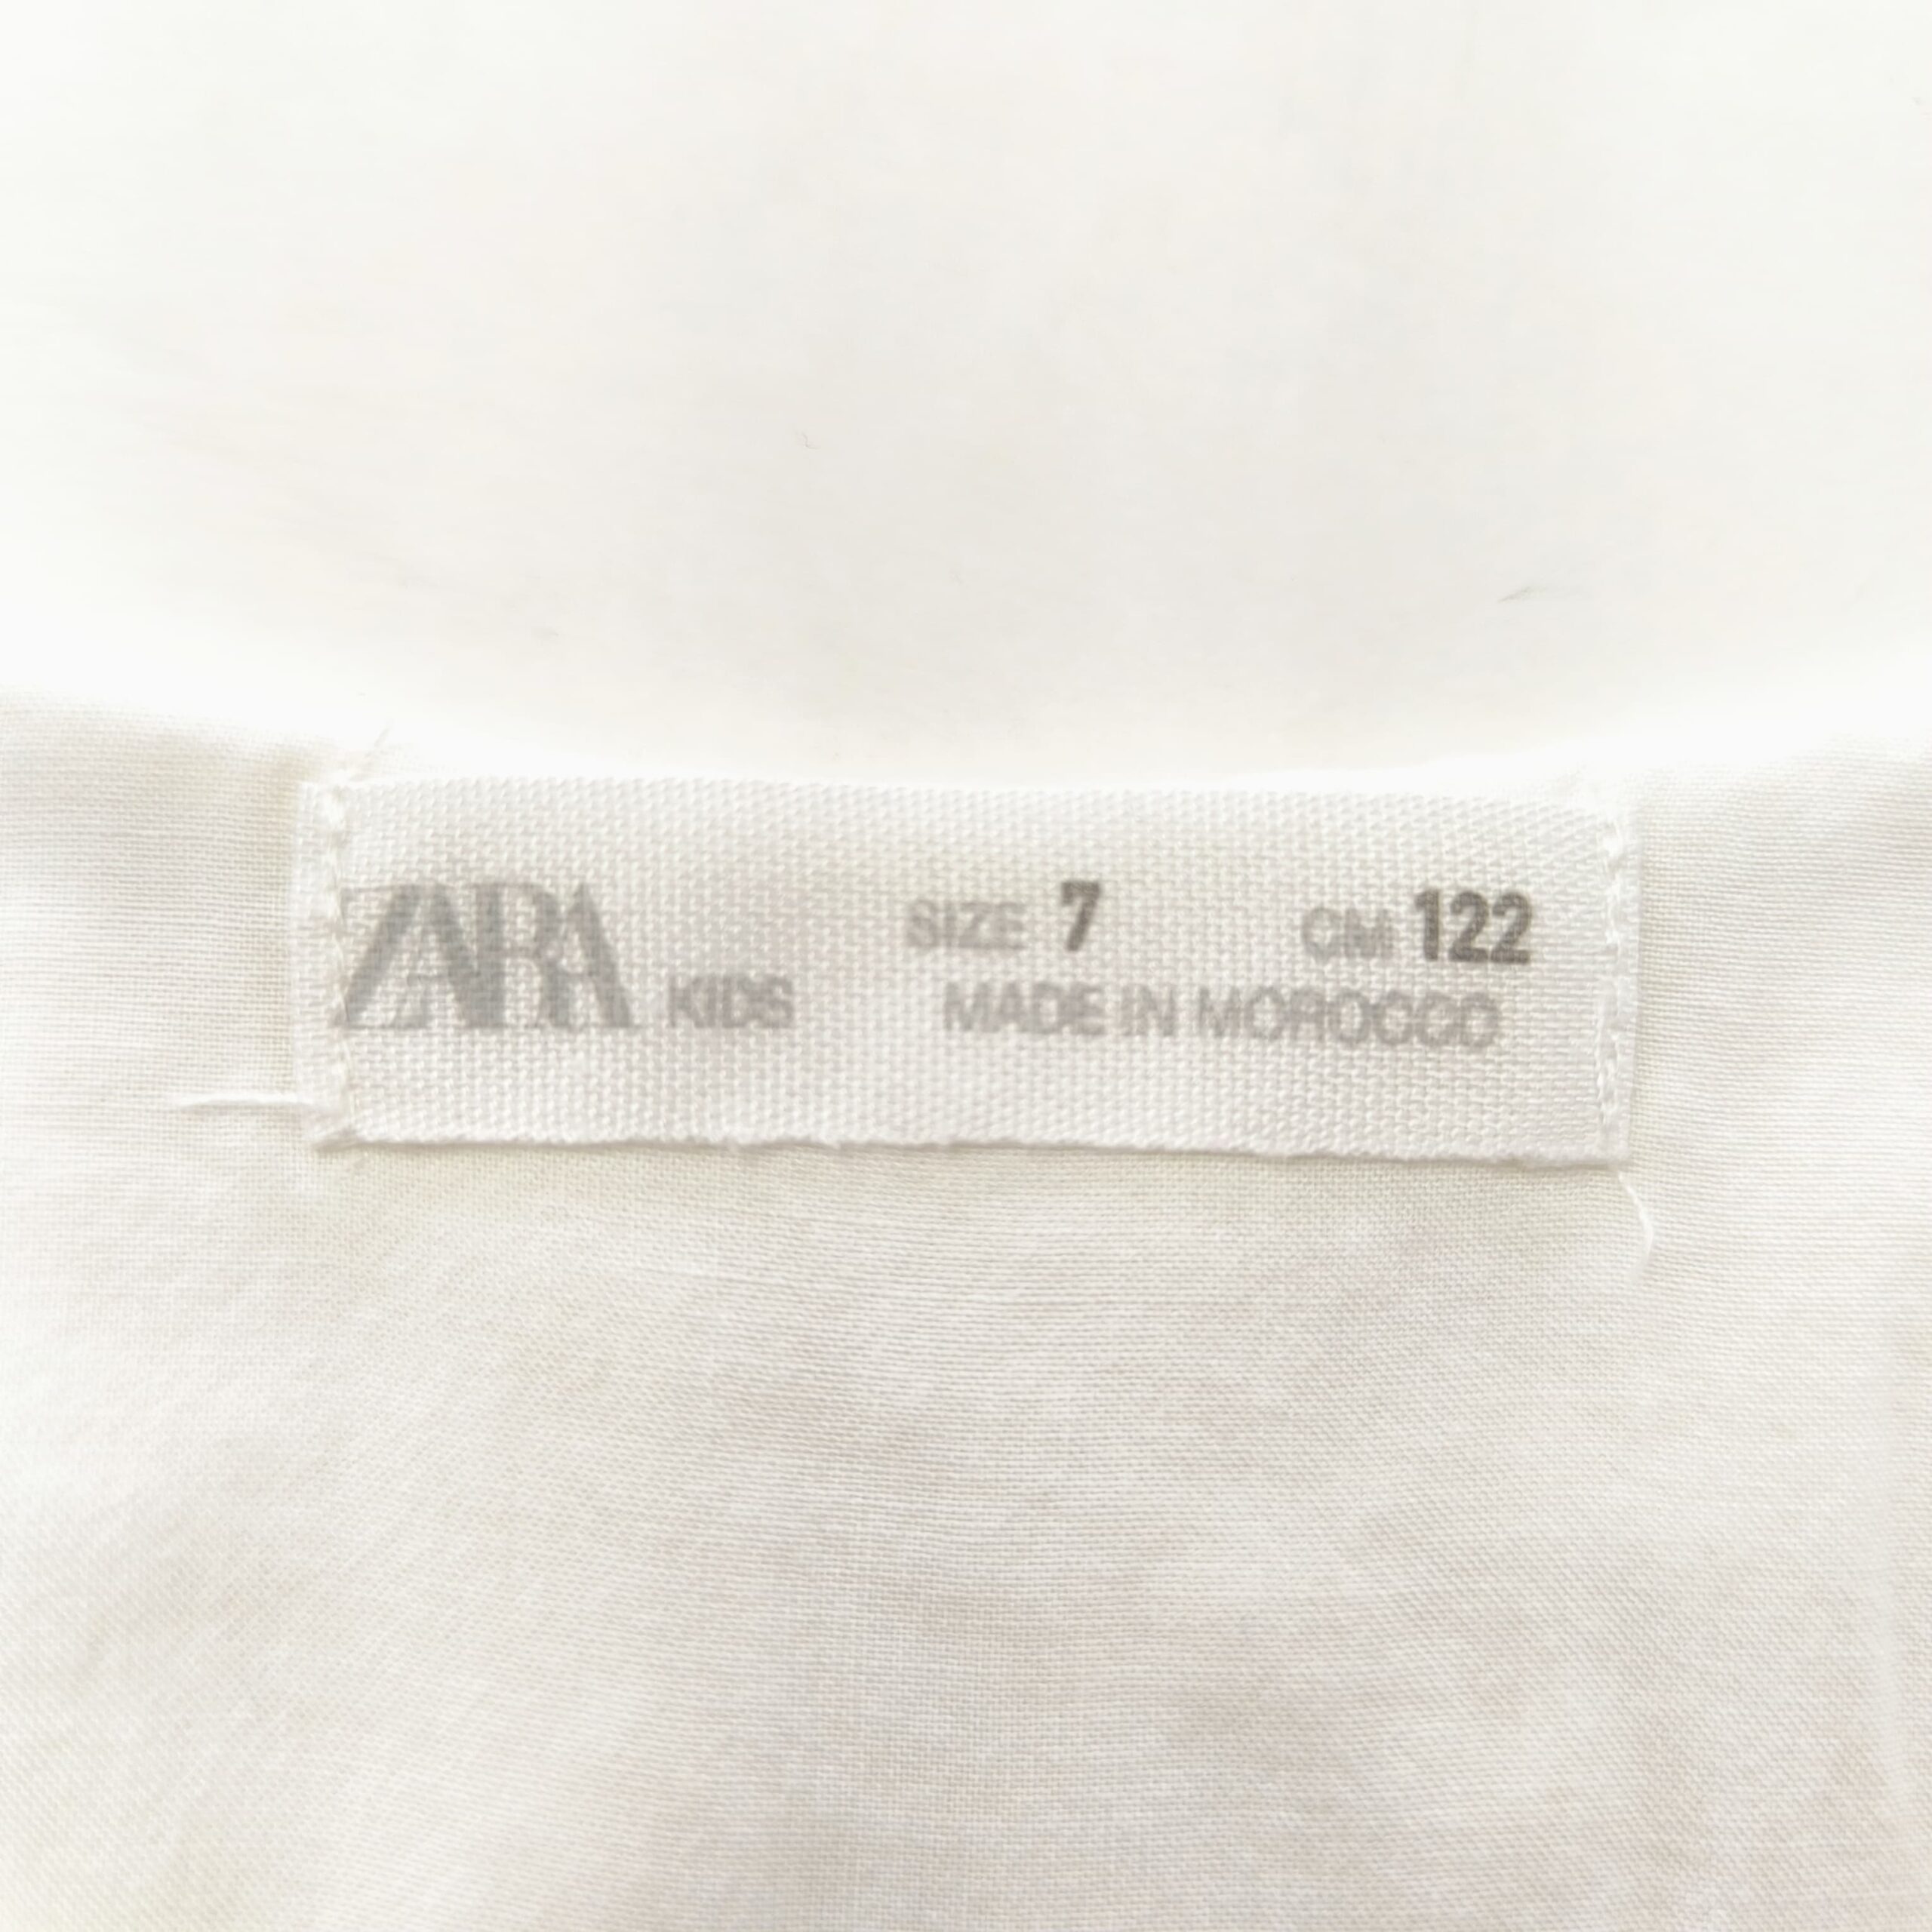 ZARA KIDS
SIZE 7 CM 122
MADE IN MOROCCO